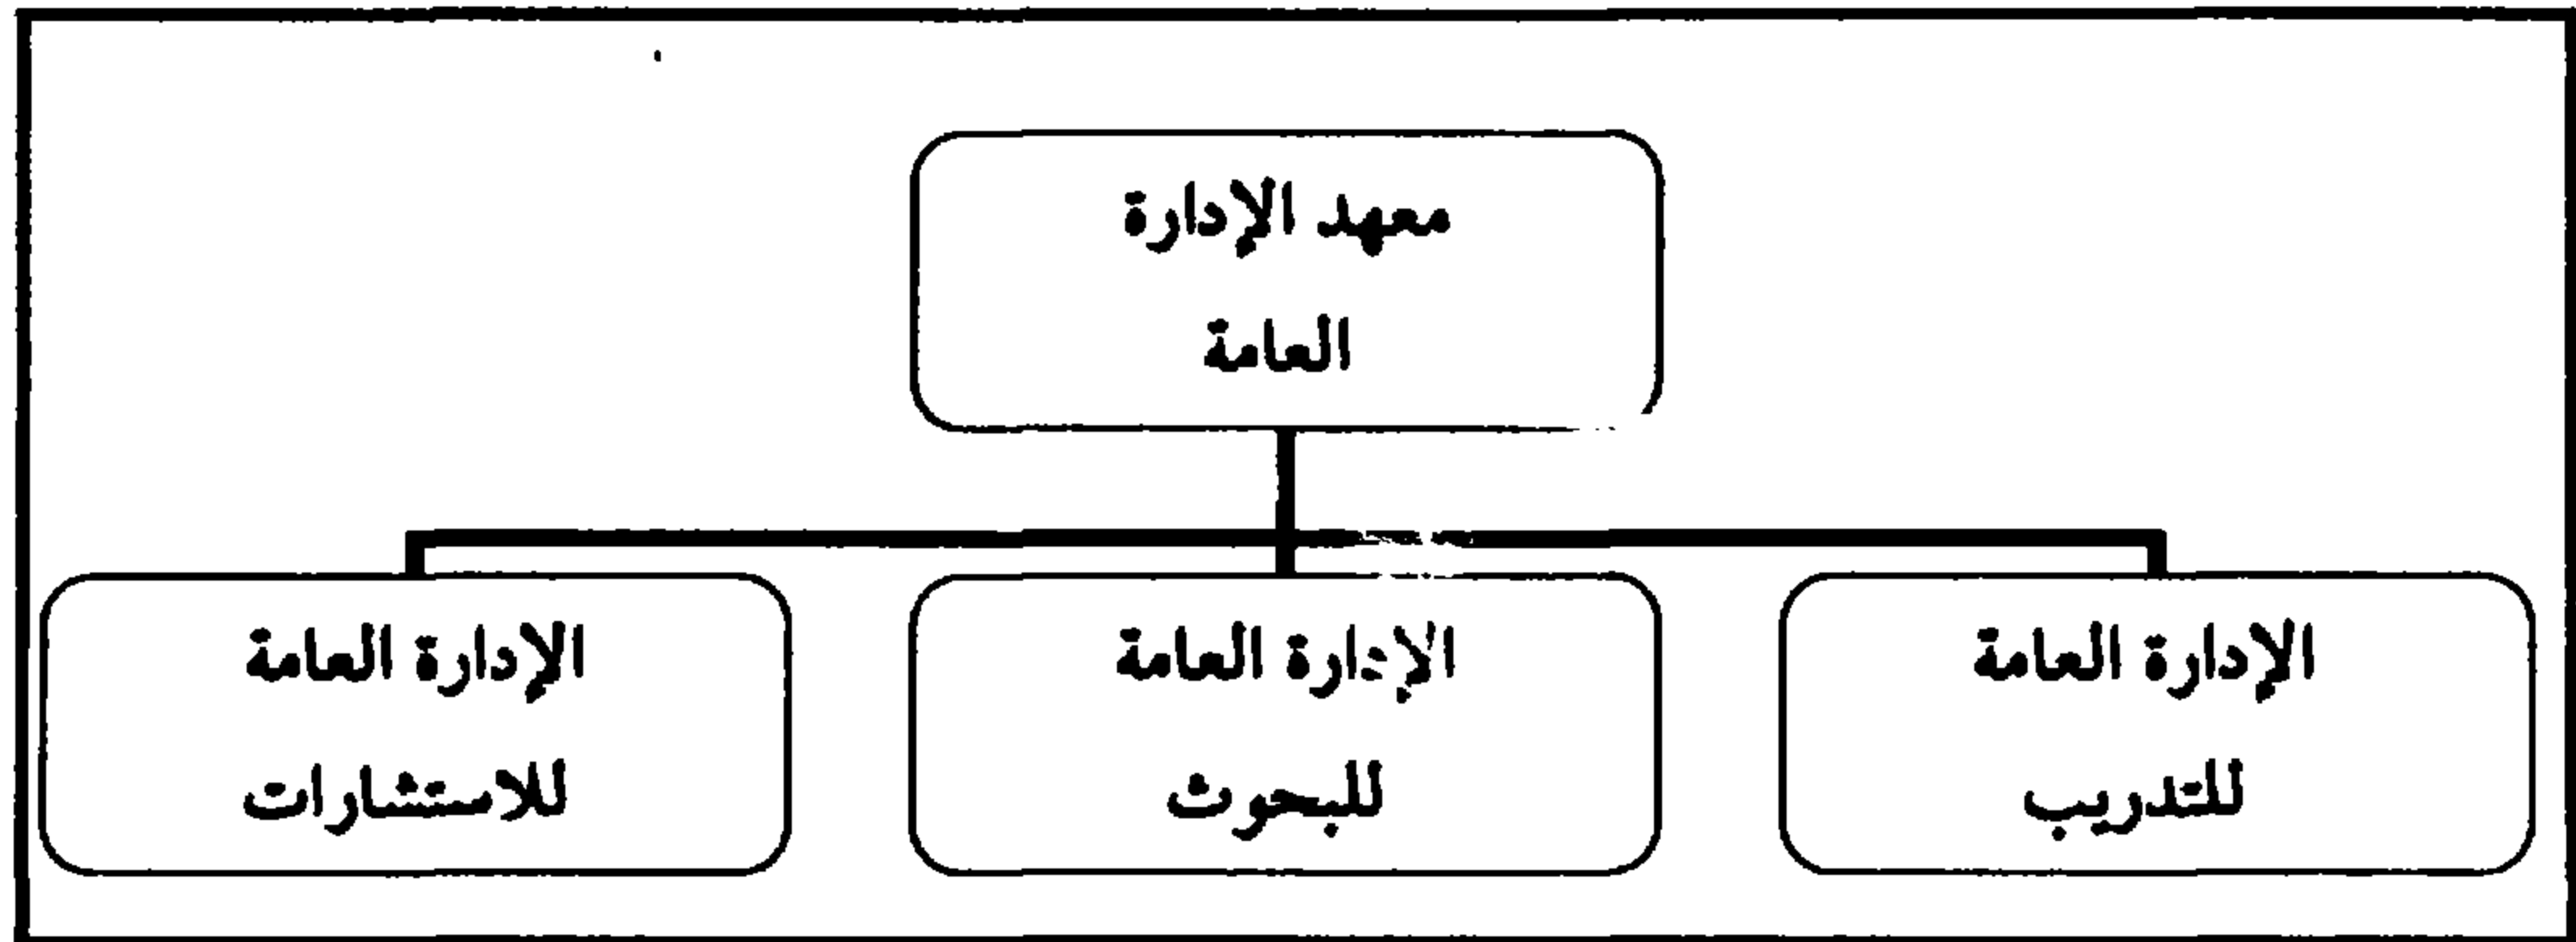 معهد الإدارة
العامة
الإدارة العامة
للتدريب
الإدارة العامة
للبحوث
الإدارة العامة
للاستشارات